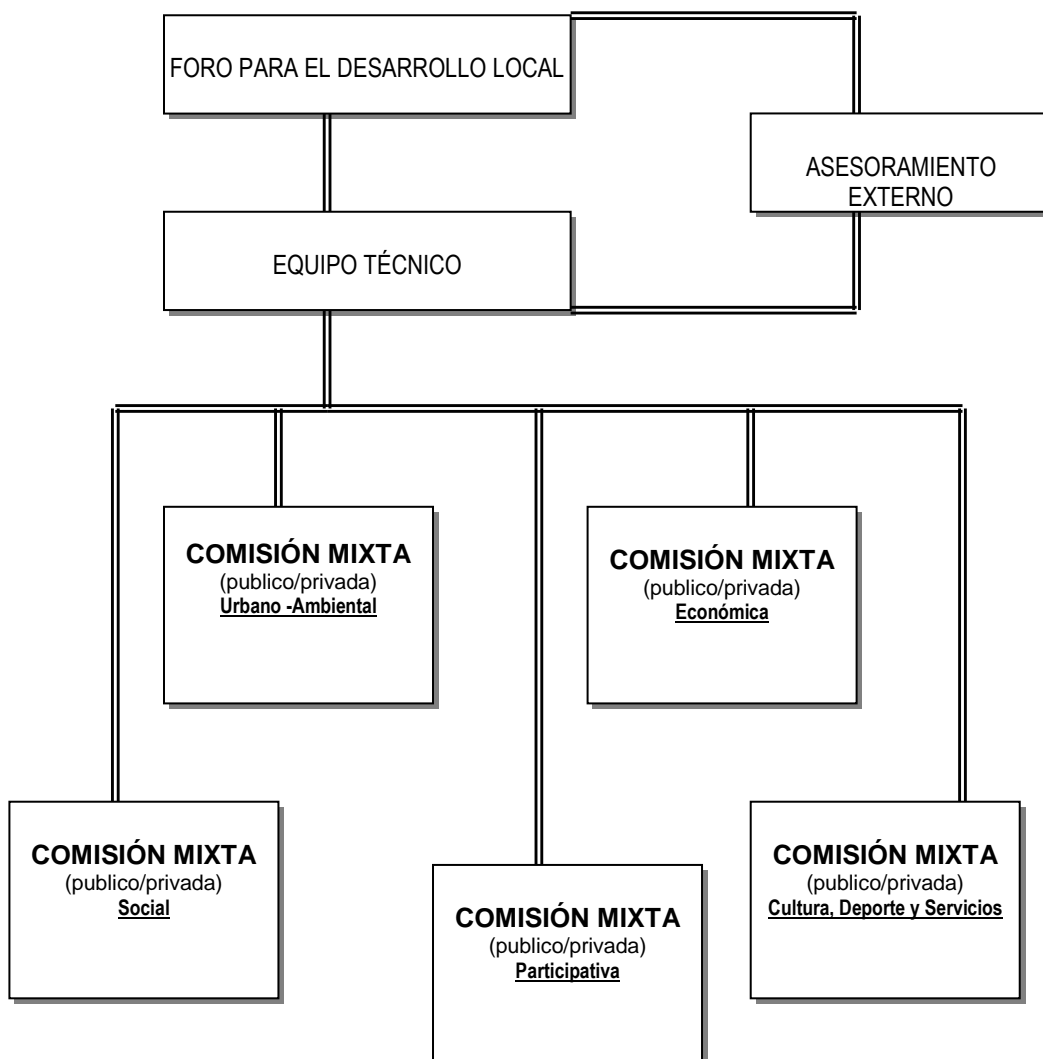 FORO PARA EL DESARROLLO LOCAL
ASESORAMIENTO
EXTERNO
EQUIPO TÉCNICO
COMISIÓN MIXTA
(publico/privada)
Urbano -Ambiental
COMISIÓN MIXTA
(publico/privada)
Económica
COMISIÓN MIXTA
(publico/privada)
Social
COMISIÓN MIXTA
(publico/privada)
Participativa
COMISIÓN MIXTA
(publico/privada)
Cultura, Deporte y Servicios